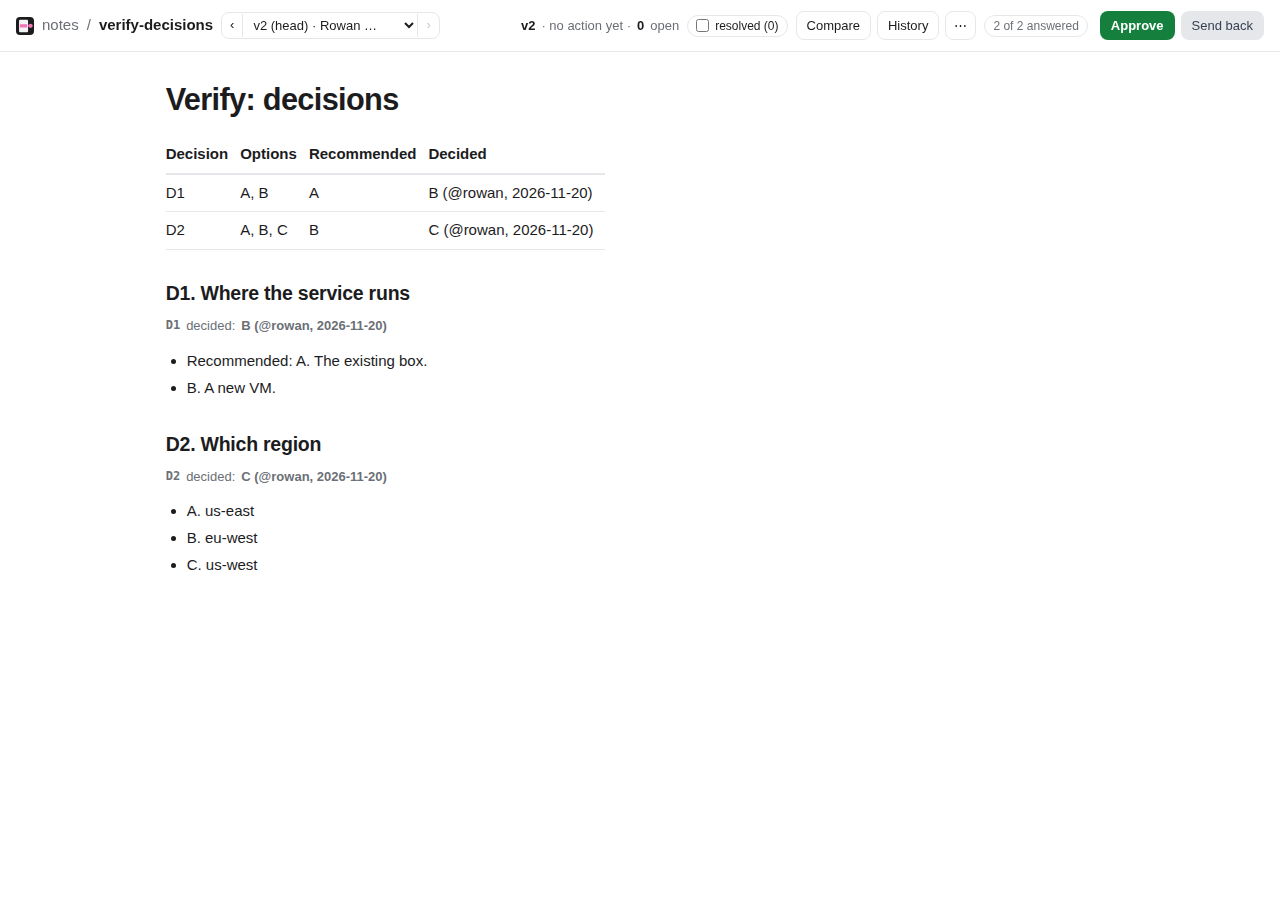 notes / verify-decisions ‹ v2 (head) · Rowan … › v2 · no action yet · 0 open resolved (0) Compare History ⋯ 2 of 2 answered Approve Send back
Verify: decisions
Decision Options Recommended Decided
D1 A, B A B (@rowan, 2026-11-20)
D2 A, B, C B C (@rowan, 2026-11-20)
D1. Where the service runs
D1 decided: B (@rowan, 2026-11-20)
• Recommended: A. The existing box.
• B. A new VM.
D2. Which region
D2 decided: C (@rowan, 2026-11-20)
• A. us-east
• B. eu-west
• C. us-west